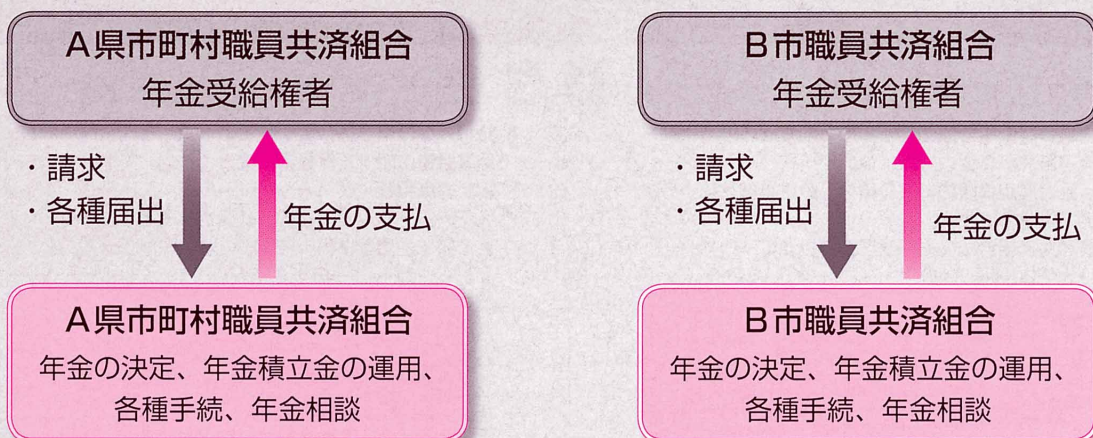 A県市町村職員共済組合
年金受給権者
・請求
・各種届出
年金の支払
A県市町村職員共済組合
年金の決定、年金積立金の運用、
各種手続、年金相談
B市職員共済組合
年金受給権者
・請求
・各種届出
年金の支払
B市職員共済組合
年金の決定、年金積立金の運用、
各種手続、年金相談